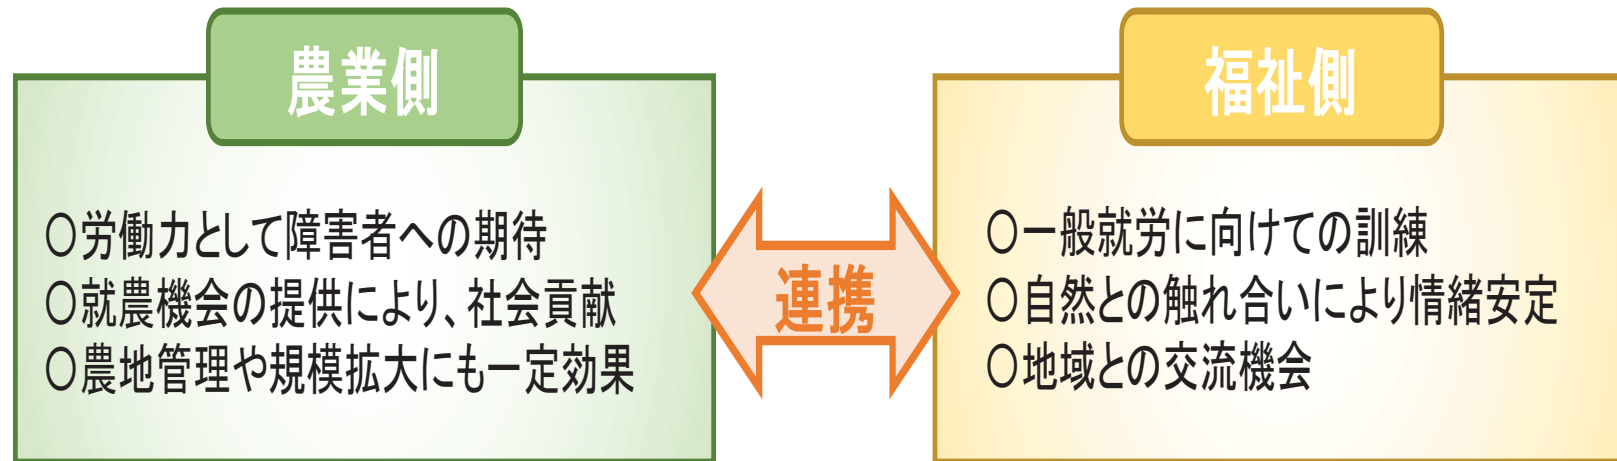 農業側
○労働力として障害者への期待
○就農機会の提供により、社会貢献
○農地管理や規模拡大にも一定効果
連携
福祉側
○一般就労に向けての訓練
○自然との触れ合いにより情緒安定
○地域との交流機会